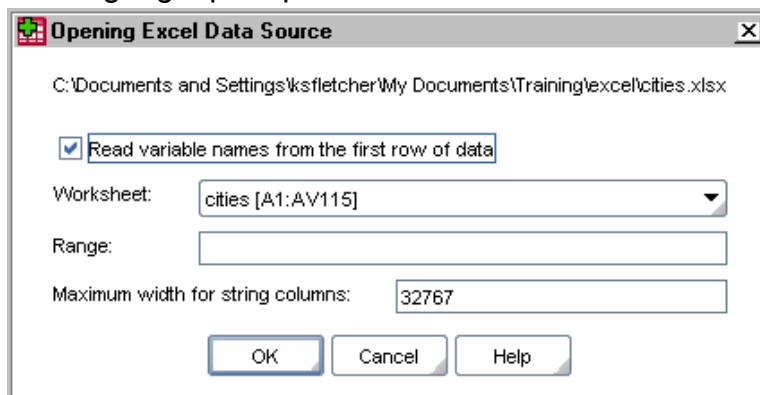 Opening Excel Data Source
C:\Documents and Settings\ksfletcher\My Documents\Training\excel\cities.xlsx
Read variable names from the first row of data
Worksheet: cities [A1:AV115]
Range:
Maximum width for string columns: 32767
OK Cancel Help